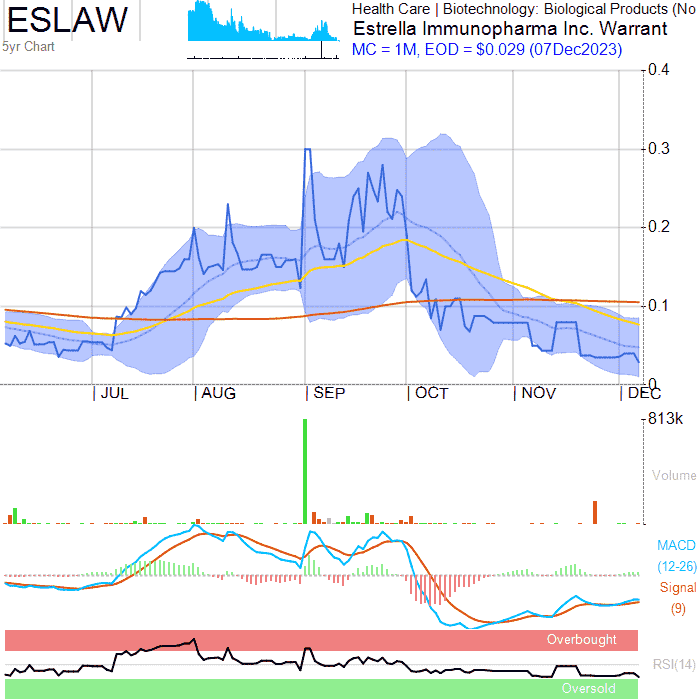 ESLAW
5yr Chart
Health Care | Biotechnology: Biological Products (No
Estrella Immunopharma Inc. Warrant
MC = 1M, EOD = $0.029 (07Dec2023)
0.4
0.3
0.2
0.1
0
JUL AUG SEP OCT NOV DEC
813k
Volume
MACD
(12-26)
Signal
(9)
Overbought
RSI(14)
Oversold